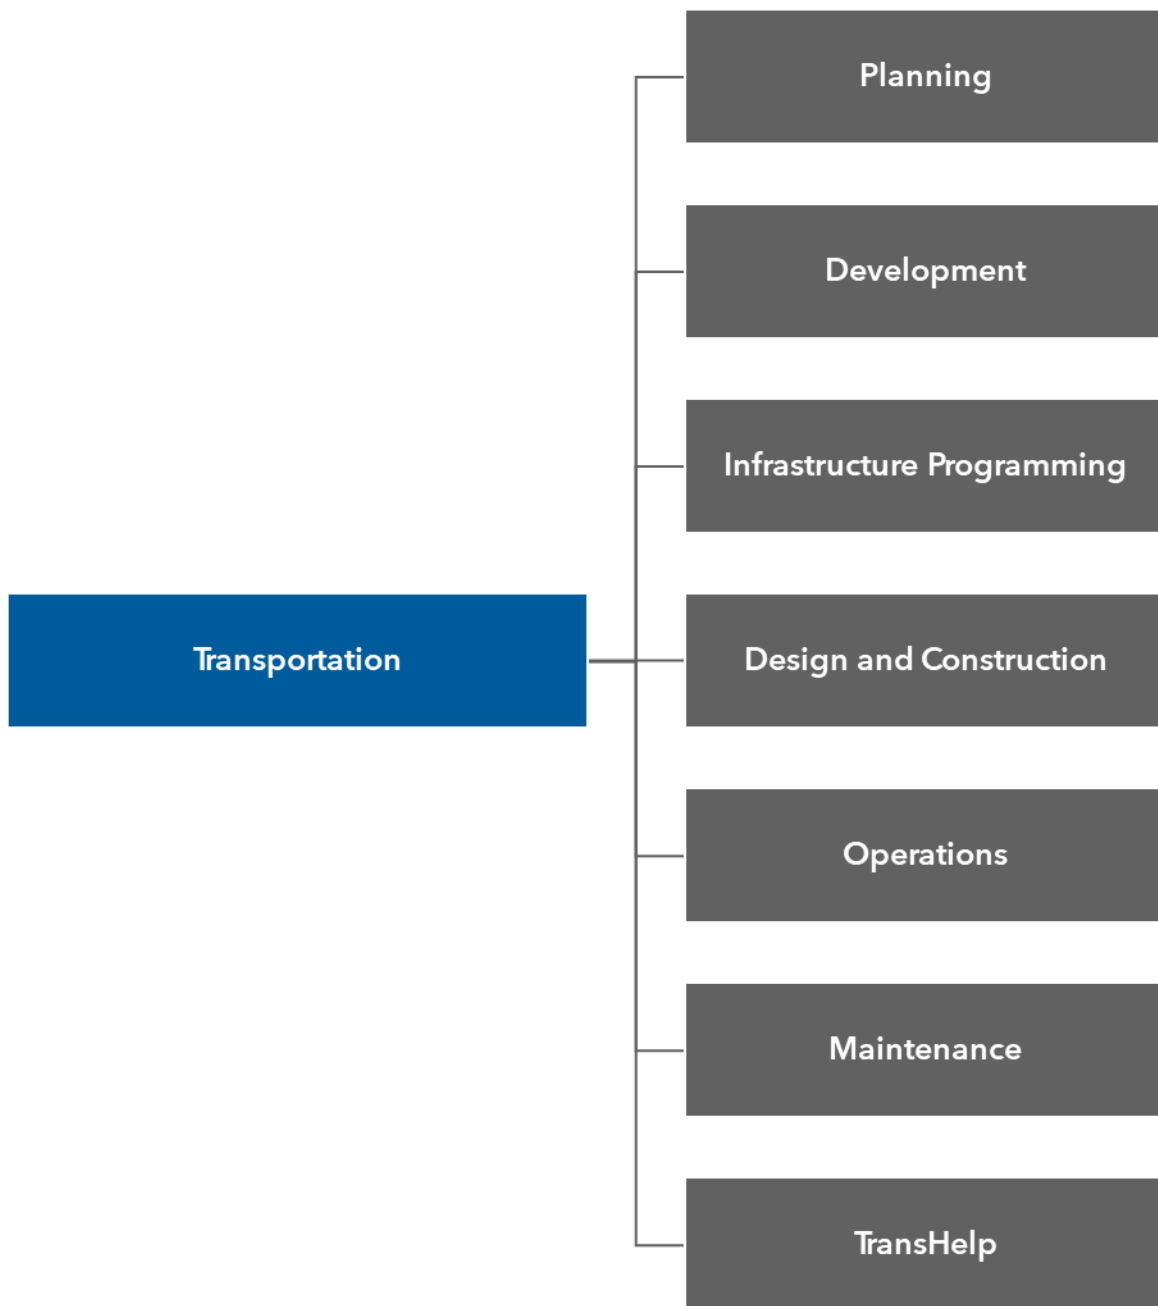 Planning
Development
Infrastructure Programming
Transportation
Design and Construction
Operations
Maintenance
TransHelp